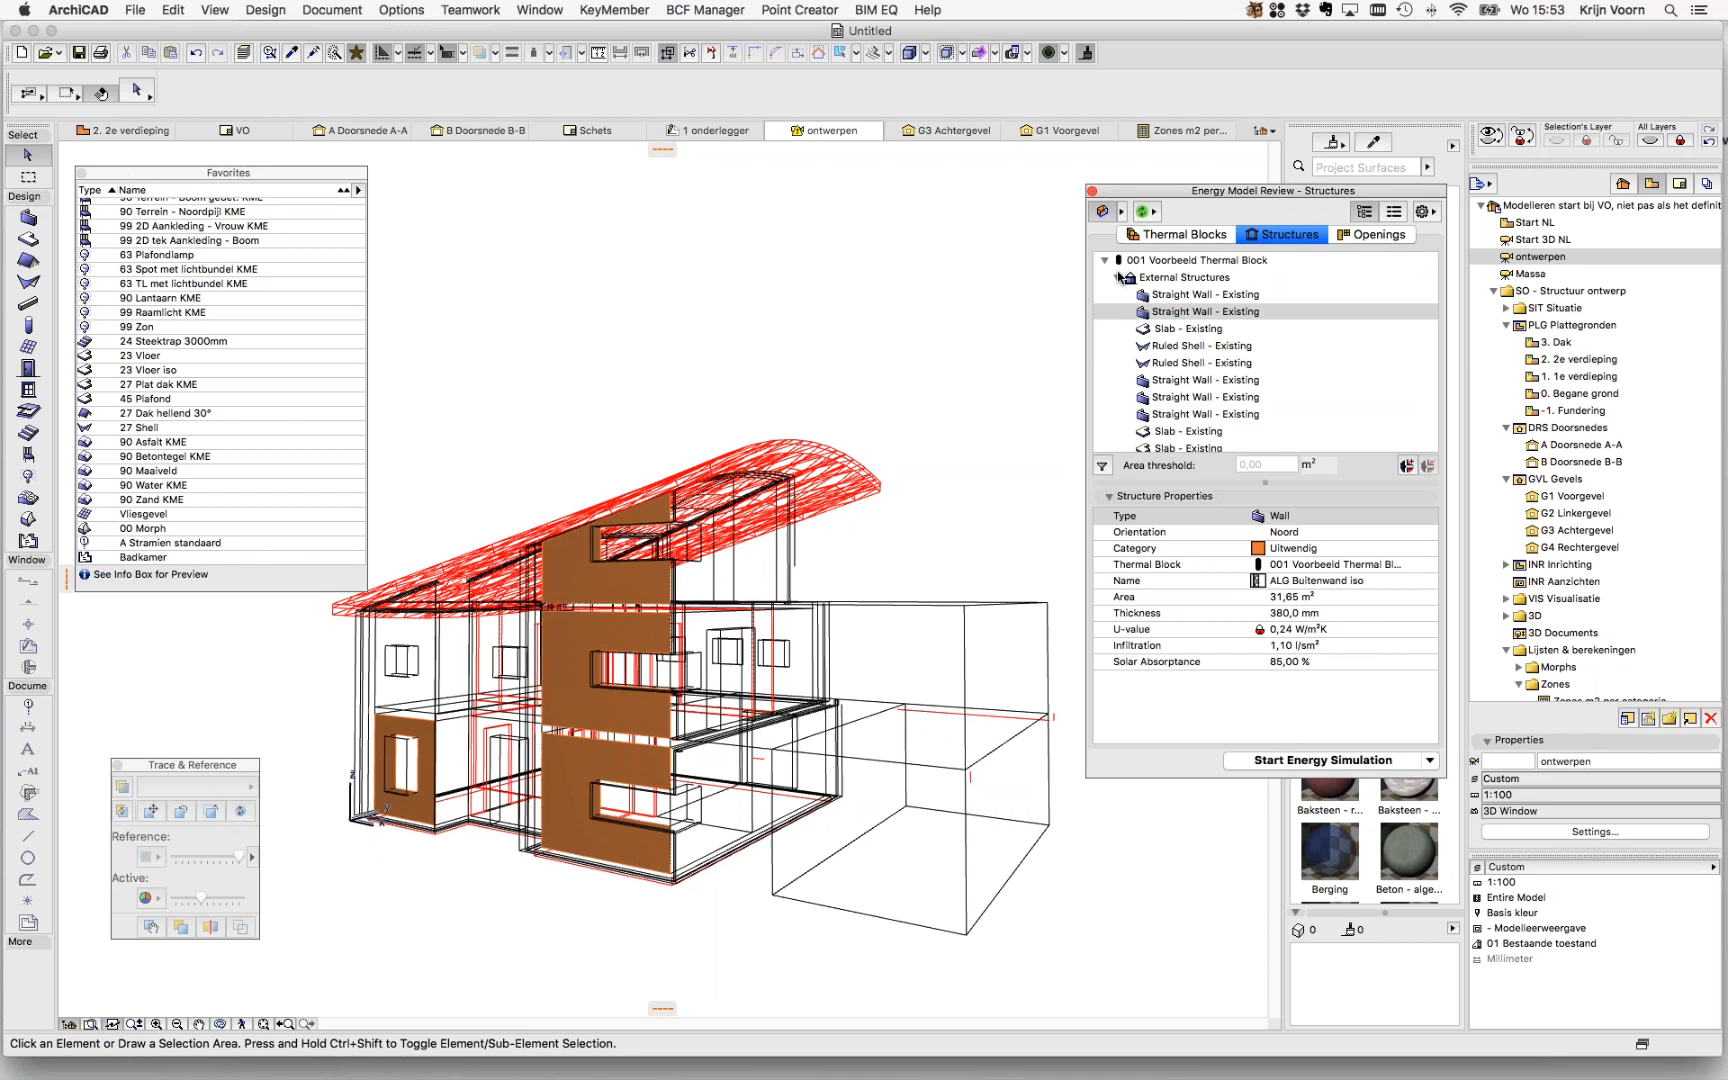 ArchiCAD File Edit View Design Document Options Teamwork Window KeyMember BCF Manager Point Creator BIM EQ Help Wo 15:53 Krijn Voorn
Untitled
Select
2. 2e verdieping VO A Doorsnede A-A B Doorsnede B-B Schets 1 onderlegger ontwerpen G3 Achtergevel G1 Voorgevel Zones m2 per...
Design
Window
Docume
More
Favorites
Type Name
90 Terrein - Noordpijl KME
99 2D Aankleding - Vrouw KME
99 2D tek Aankleding - Boom
63 Plafondlamp
63 Spot met lichtbundel KME
63 TL met lichtbundel KME
90 Lantaarn KME
99 Raamlicht KME
99 Zon
24 Steektrap 3000mm
23 Vloer
23 Vloer iso
27 Plat dak KME
45 Plafond
27 Dak hellend 30°
27 Shell
90 Asfalt KME
90 Betontegel KME
90 Maaiveld
90 Water KME
90 Zand KME
Vliesgevel
00 Morph
A Stramien standaard
Badkamer
See Info Box for Preview
Trace & Reference
Reference:
Active:
Project Surfaces
Energy Model Review - Structures
Thermal Blocks Structures Openings
001 Voorbeeld Thermal Block
External Structures
Straight Wall - Existing
Straight Wall - Existing
Slab - Existing
Ruled Shell - Existing
Ruled Shell - Existing
Straight Wall - Existing
Straight Wall - Existing
Straight Wall - Existing
Slab - Existing
Slab - Existing
Area threshold: 0,00 m²
Structure Properties
Type Wall
Orientation Noord
Category Uitwendig
Thermal Block 001 Voorbeeld Thermal Bl...
Name ALG Buitenwand iso
Area 31,65 m²
Thickness 380,0 mm
U-value 0,24 W/m²K
Infiltration 1,10 l/sm²
Solar Absorptance 85,00 %
Start Energy Simulation
Baksteen - r... Baksteen - ...
Berging Beton - alge...
0 0
Selection's Layer All Layers
Modelleren start bij VO, niet pas als het definit
Start NL
Start 3D NL
ontwerpen
Massa
SO - Structuur ontwerp
SIT Situatie
PLG Plattegronden
3. Dak
2. 2e verdieping
1. 1e verdieping
0. Begane grond
-1. Fundering
DRS Doorsnedes
A Doorsnede A-A
B Doorsnede B-B
GVL Gevels
G1 Voorgevel
G2 Linkergevel
G3 Achtergevel
G4 Rechtergevel
INR Inrichting
INR Aanzichten
VIS Visualisatie
3D
3D Documents
Lijsten & berekeningen
Morphs
Zones
Properties
ontwerpen
Custom
1:100
3D Window
Settings...
Custom
1:100
Entire Model
Basis kleur
- Modelleerweergave
01 Bestaande toestand
Millimeter
Click an Element or Draw a Selection Area. Press and Hold Ctrl+Shift to Toggle Element/Sub-Element Selection.